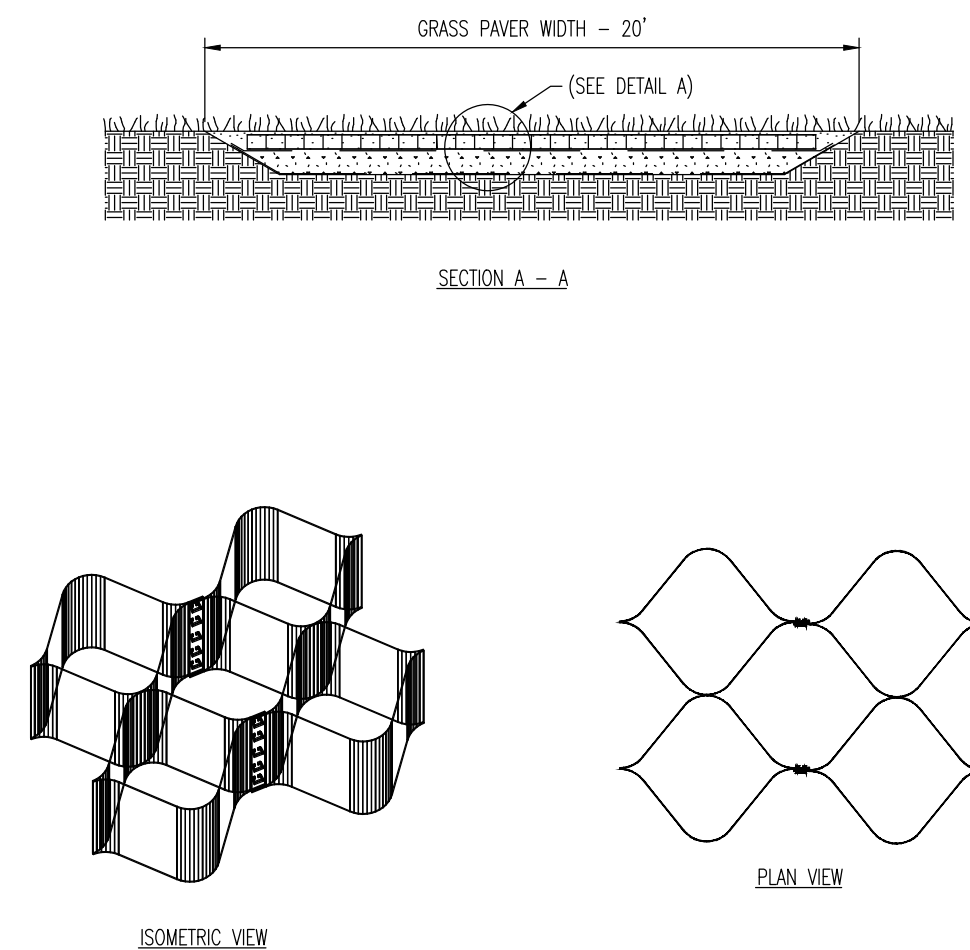 GRASS PAVER WIDTH – 20'
(SEE DETAIL A)
SECTION A – A
PLAN VIEW
ISOMETRIC VIEW